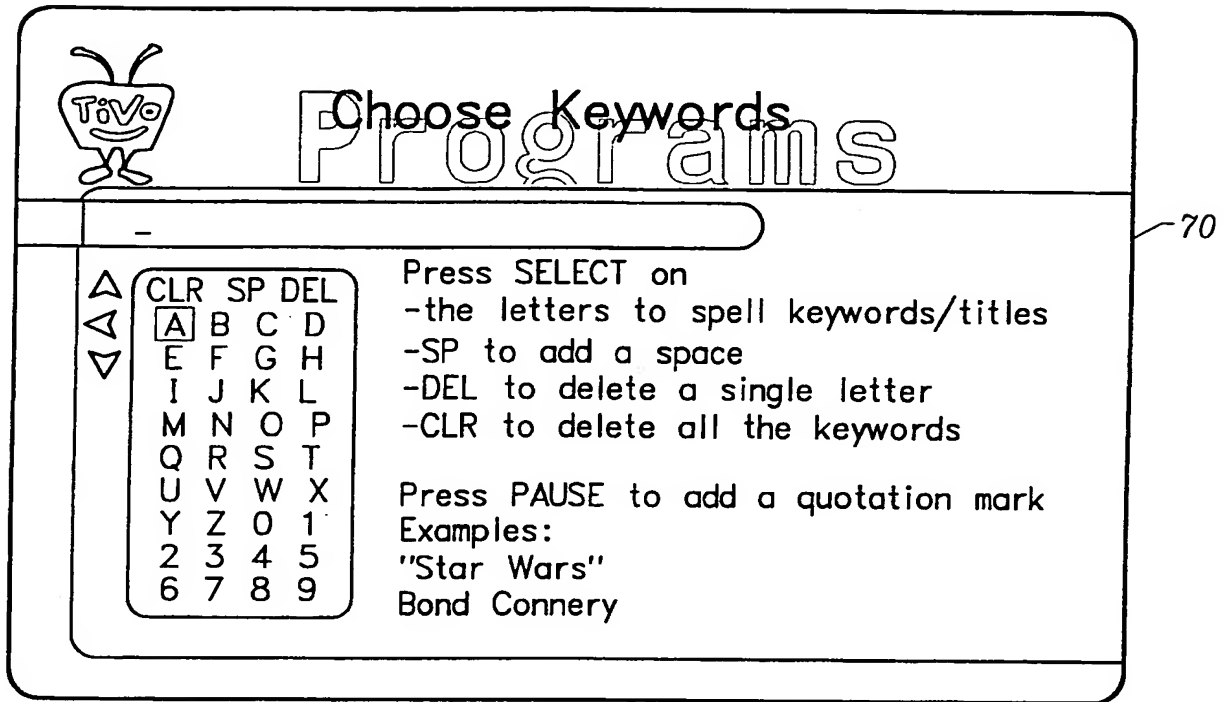 TiVo
Choose Keywords
Programs
70
_
CLR SP DEL
A B C D
E F G H
I J K L
M N O P
Q R S T
U V W X
Y Z 0 1
2 3 4 5
6 7 8 9
Press SELECT on
-the letters to spell keywords/titles
-SP to add a space
-DEL to delete a single letter
-CLR to delete all the keywords
Press PAUSE to add a quotation mark
Examples:
"Star Wars"
Bond Connery